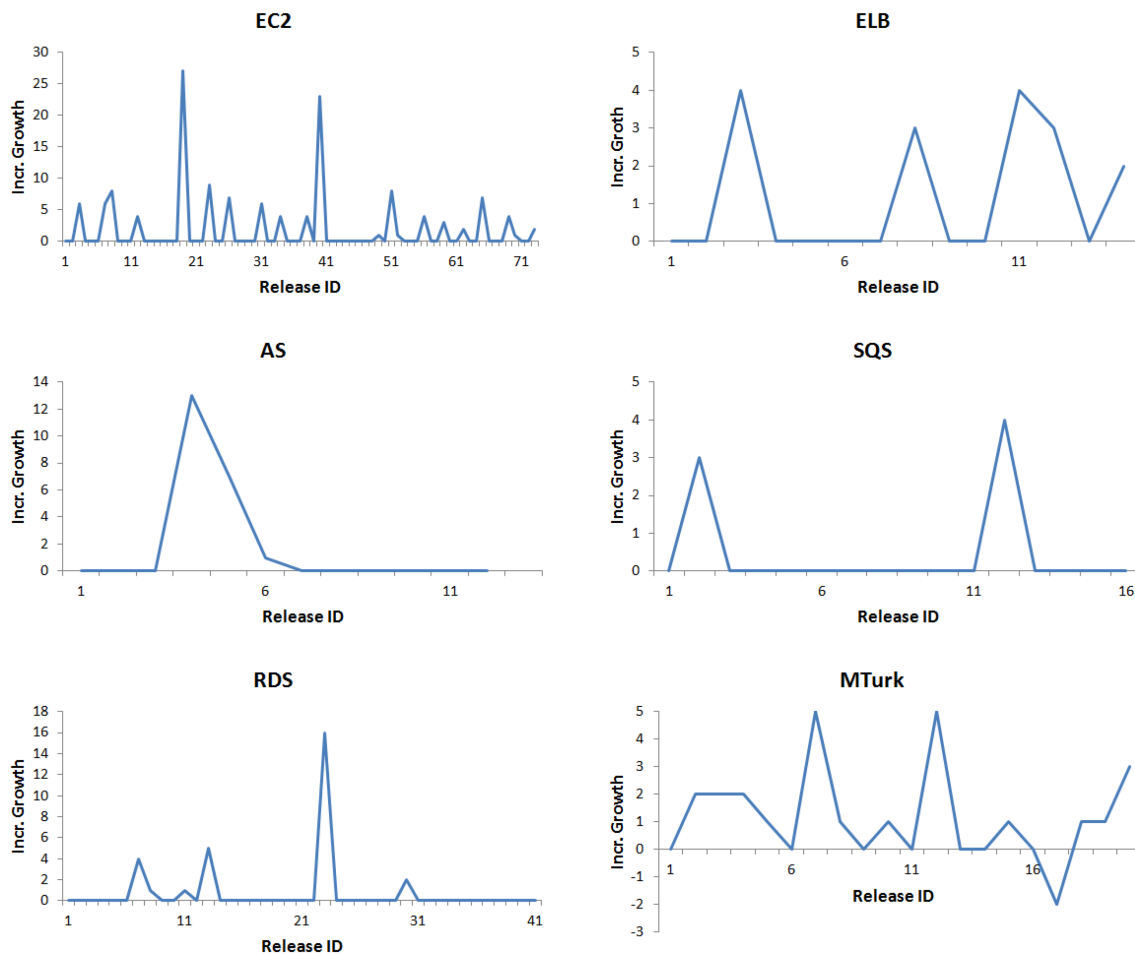 EC2
30
25
20
15
10
5
0
Incr. Growth
1 11 21 31 41 51 61 71
Release ID
ELB
5
4
3
2
1
0
Incr. Groth
1 6 11
Release ID
AS
14
12
10
8
6
4
2
0
Incr. Growth
1 6 11
Release ID
SQS
5
4
3
2
1
0
Incr. Growth
1 6 11 16
Release ID
RDS
18
16
14
12
10
8
6
4
2
0
Incr. Growth
1 11 21 31 41
Release ID
MTurk
5
4
3
2
1
0
-1
-2
-3
Incr. Growth
1 6 11 16
Release ID